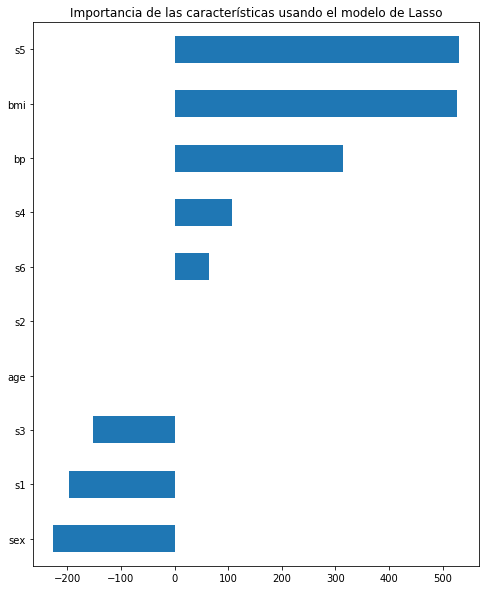 Importancia de las características usando el modelo de Lasso
s5
bmi
bp
s4
s6
s2
age
s3
s1
sex
−200 −100 0 100 200 300 400 500